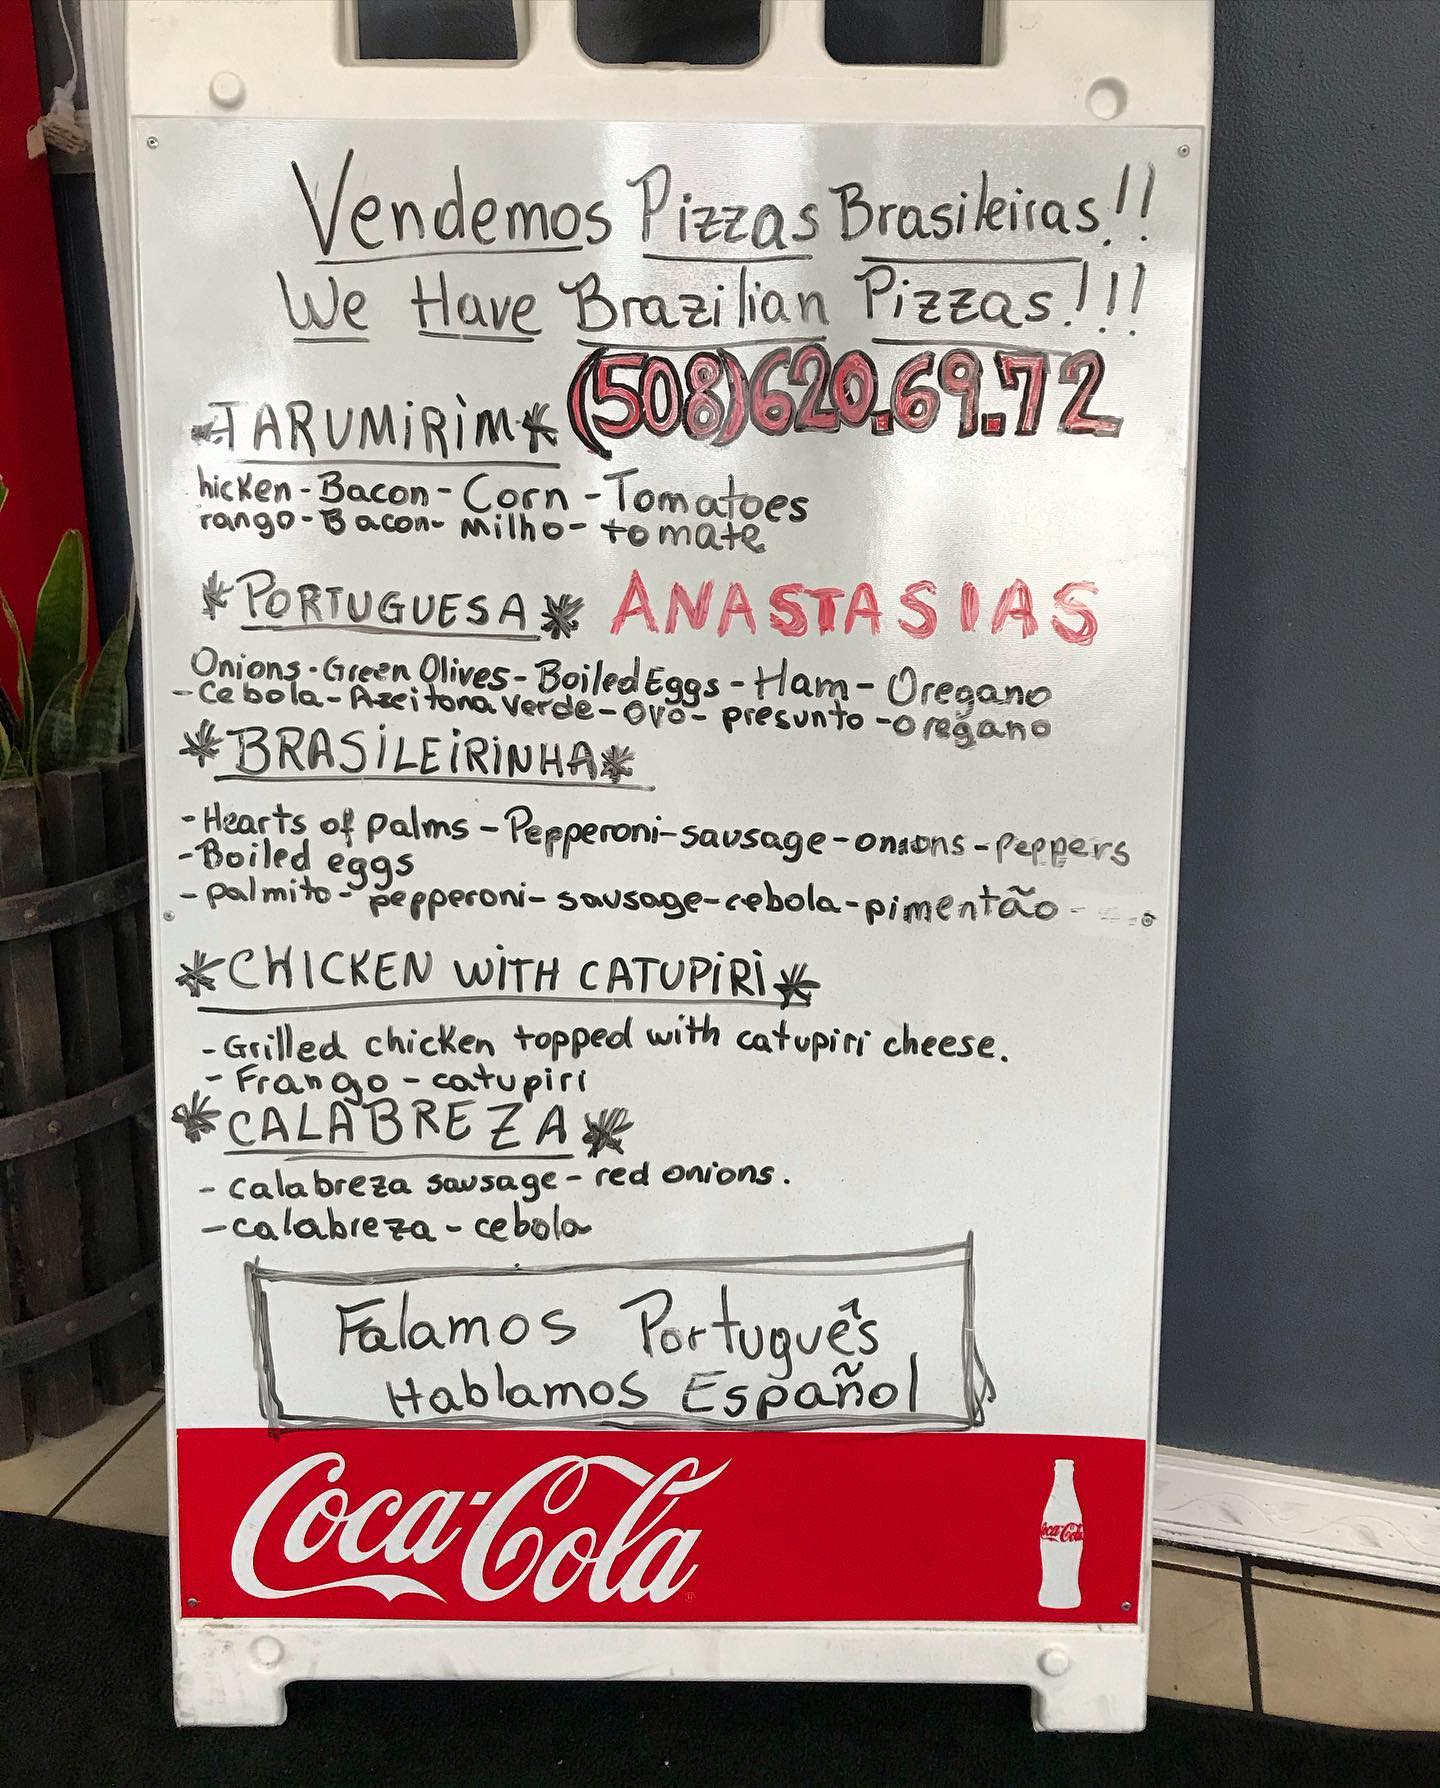 Vendemos Pizzas Brasileiras!!
We Have Brazilian Pizzas!!!
(508)620.69.72
*TARUMIRIM*
hicken-Bacon-Corn-Tomatoes
rango-Bacon-milho-tomate
*PORTUGUESA* ANASTASIAS
Onions-Green Olives-Boiled Eggs-Ham-Oregano
-Cebola-Azeitona verde-ovo-presunto-oregano
*BRASILEIRINHA*
-Hearts of palms-Pepperoni-sausage-onions-peppers
-Boiled eggs
-palmito-pepperoni-sausage-cebola-pimentão-
*CHICKEN WITH CATUPIRI*
-Grilled chicken topped with catupiri cheese.
-Frango-catupiri
*CALABREZA*
-calabreza sausage-red onions.
-calabreza-cebola
Falamos Português
Hablamos Español
Coca-Cola
Coca-Cola